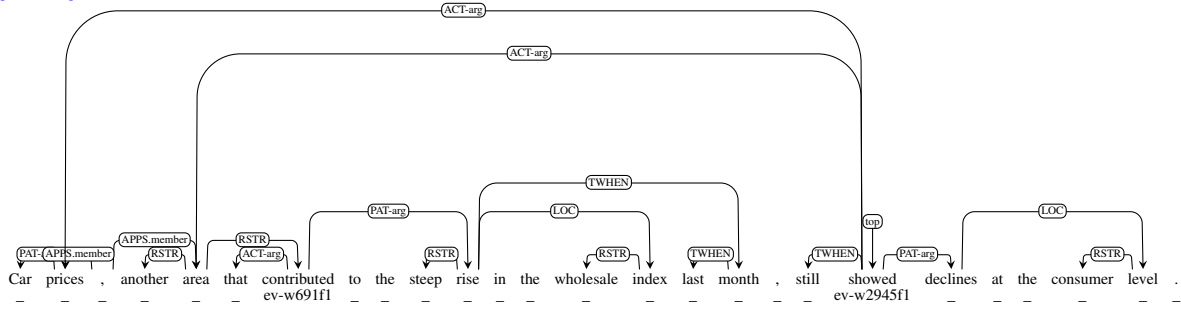 ACT-arg
ACT-arg
TWHEN
PAT-arg LOC top LOC
APPS.member RSTR
PAT- APPS.member RSTR ACT-arg RSTR RSTR TWHEN TWHEN PAT-arg RSTR
Car prices , another area that contributed to the steep rise in the wholesale index last month , still showed declines at the consumer level .
_ _ _ _ _ _ ev-w691f1 _ _ _ _ _ _ _ _ _ _ _ _ ev-w2945f1 _ _ _ _ _ _